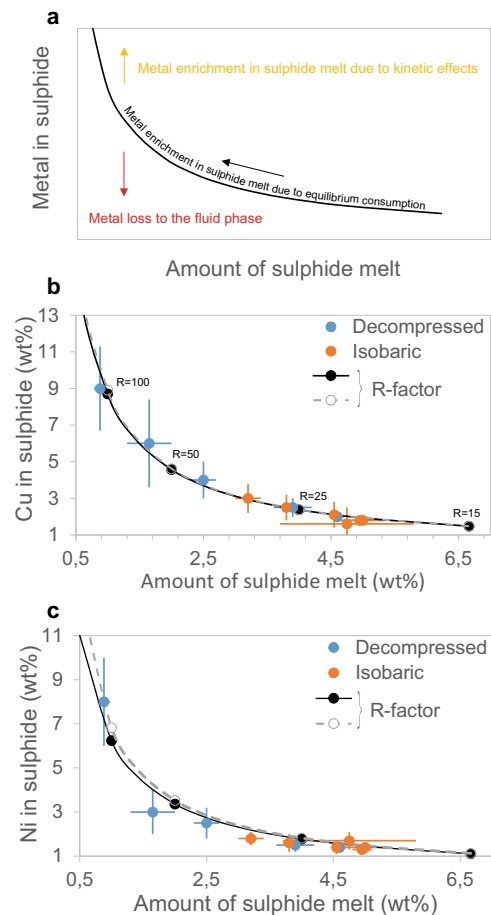 a
Metal in sulphide
Metal enrichment in sulphide melt due to kinetic effects
Metal enrichment in sulphide melt due to equilibrium consumption
Metal loss to the fluid phase
Amount of sulphide melt
b
Cu in sulphide (wt%)
13
11
9
7
5
3
1
Decompressed
Isobaric
R-factor
R=100
R=50
R=25
R=15
0,5
2,5
4,5
6,5
Amount of sulphide melt (wt%)
c
Ni in sulphide (wt%)
11
9
7
5
3
1
Decompressed
Isobaric
R-factor
0,5
2,5
4,5
6,5
Amount of sulphide melt (wt%)